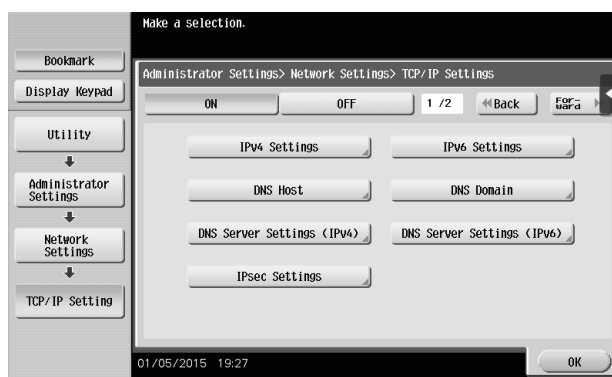 Make a selection.
Bookmark
Display Keypad
Utility
Administrator
Settings
Network
Settings
TCP/IP Setting
Administrator Settings> Network Settings> TCP/IP Settings
ON
OFF
1 /2
Back
For-
ward
IPv4 Settings
IPv6 Settings
DNS Host
DNS Domain
DNS Server Settings (IPv4)
DNS Server Settings (IPv6)
IPsec Settings
01/05/2015 19:27
OK